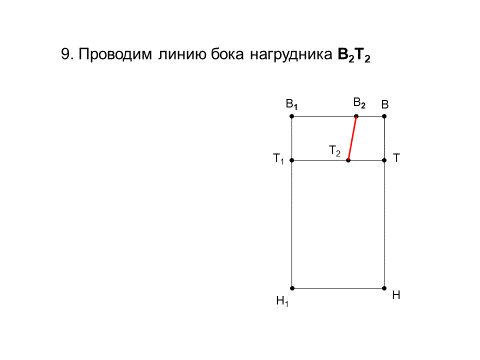 9. Проводим линию бока нагрудника В₂Т₂
В₁ В₂ В
Т₁ Т₂ Т
Н₁ Н